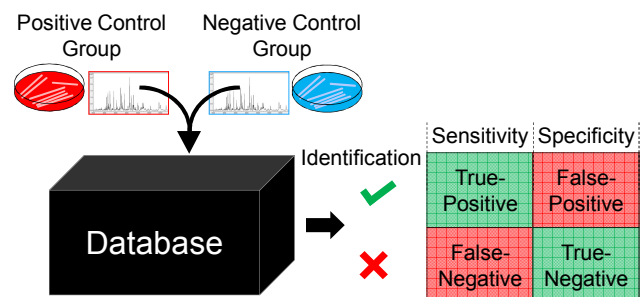 Positive Control
Group
Negative Control
Group
Database
Identification
Sensitivity
Specificity
True-
Positive
False-
Positive
False-
Negative
True-
Negative